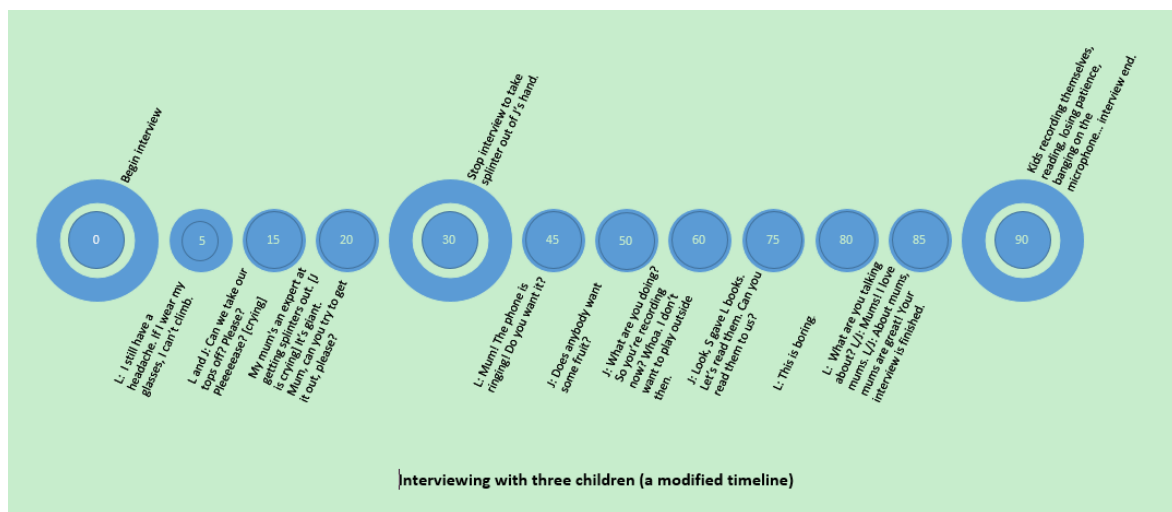 Begin interview
Stop interview to take
splinter out of J's hand.
Kids recording themselves,
reading, losing patience,
banging on the
microphone... interview end.
0
5
15
20
30
45
50
60
75
80
85
90
L: I still have a
headache. If I wear my
glasses, I can't climb.
L and J: Can we take our
tops off? Please?
Pleeeeease? [crying]
My mum's an expert at
getting splinters out. [J
is crying] It's giant.
Mum, can you try to get
it out, please?
L: Mum! The phone is
ringing! Do you want it?
J: Does anybody want
some fruit?
J: What are you doing?
So you're recording
now? Whoa. I don't
want to play outside
then.
J: Look, S gave L books.
Let's read them. Can you
read them to us?
L: This is boring.
L: What are you talking
about? L/J: Mums! I love
mums. L/J: About mums,
mums are great! Your
interview is finished.
Interviewing with three children (a modified timeline)